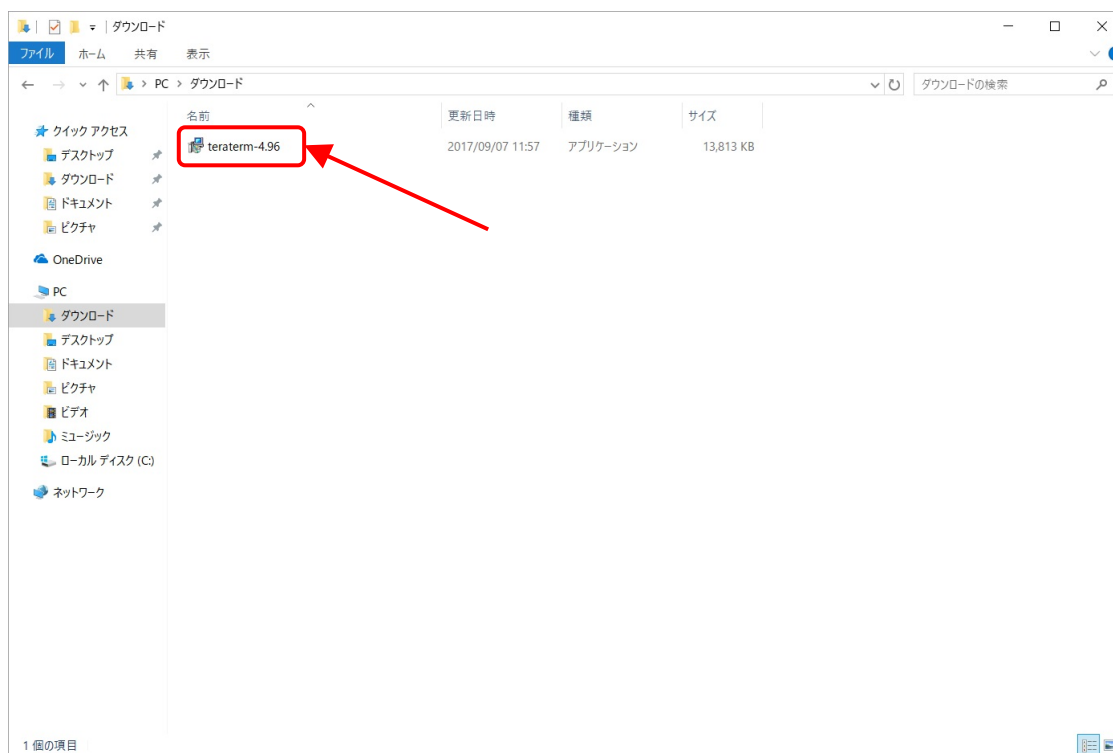 ダウンロード
ファイル ホーム 共有 表示
PC ダウンロード ダウンロードの検索
名前 更新日時 種類 サイズ
teraterm-4.96 2017/09/07 11:57 アプリケーション 13,813 KB
クイック アクセス
デスクトップ
ダウンロード
ドキュメント
ピクチャ
OneDrive
PC
ダウンロード
デスクトップ
ドキュメント
ピクチャ
ビデオ
ミュージック
ローカル ディスク (C:)
ネットワーク
1 個の項目